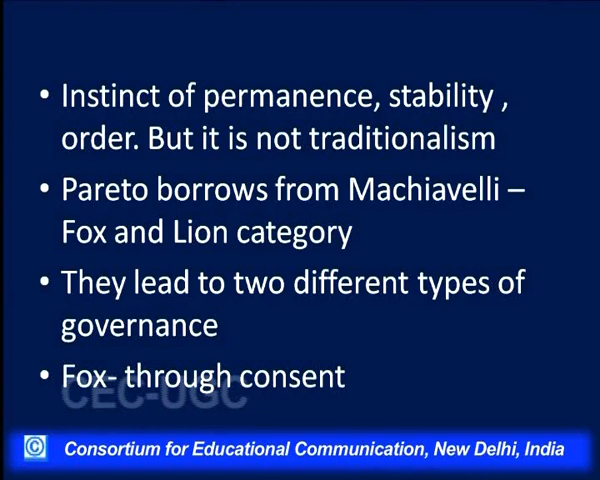 • Instinct of permanence, stability ,
order. But it is not traditionalism
• Pareto borrows from Machiavelli –
Fox and Lion category
• They lead to two different types of
governance
• Fox- through consent
CEC-UGC
© Consortium for Educational Communication, New Delhi, India